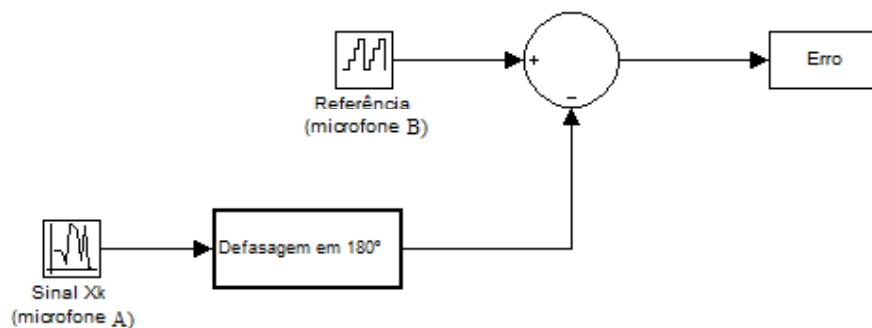 +
-
Erro
Referência
(microfone B)
Defasagem em 180º
Sinal Xk
(microfone A)